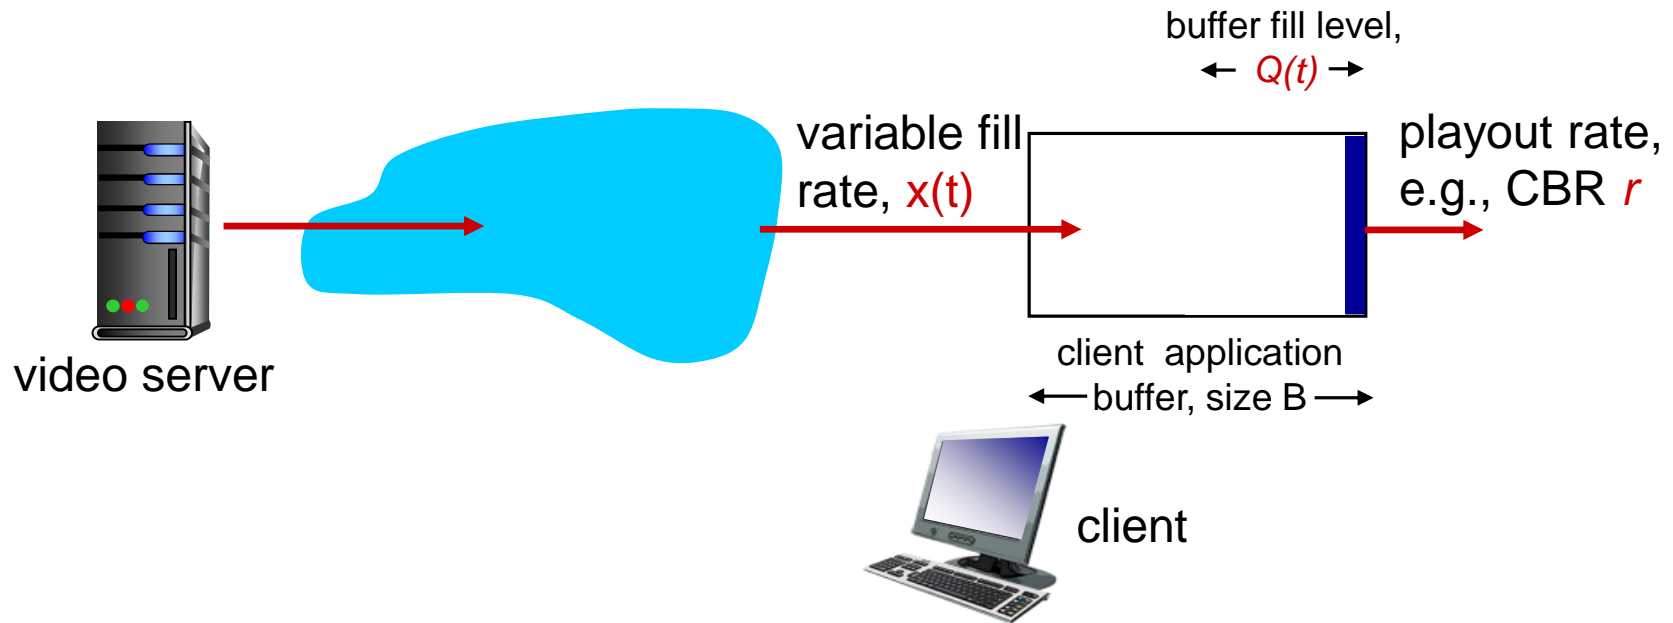 buffer fill level,
Q(t)
variable fill
rate, x(t)
playout rate,
e.g., CBR r
video server
client application
buffer, size B
client